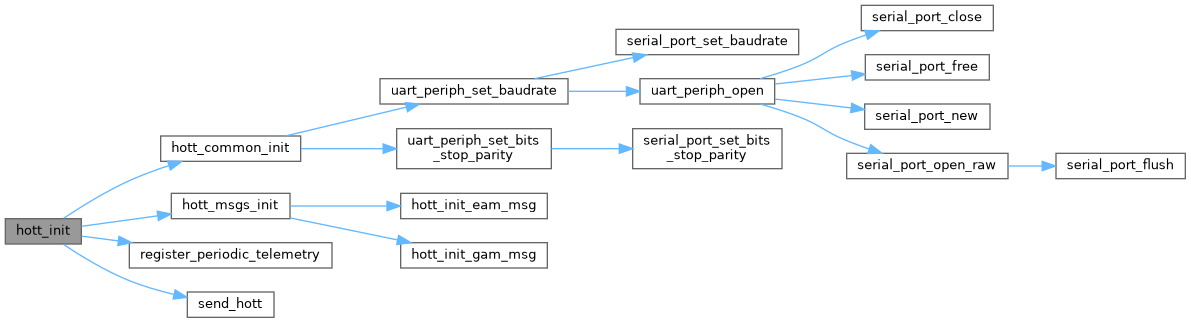 hott_init
hott_common_init
uart_periph_set_baudrate
serial_port_set_baudrate
uart_periph_open
serial_port_close
serial_port_free
serial_port_new
serial_port_open_raw
serial_port_flush
uart_periph_set_bits
_stop_parity
serial_port_set_bits
_stop_parity
hott_msgs_init
hott_init_eam_msg
hott_init_gam_msg
register_periodic_telemetry
send_hott